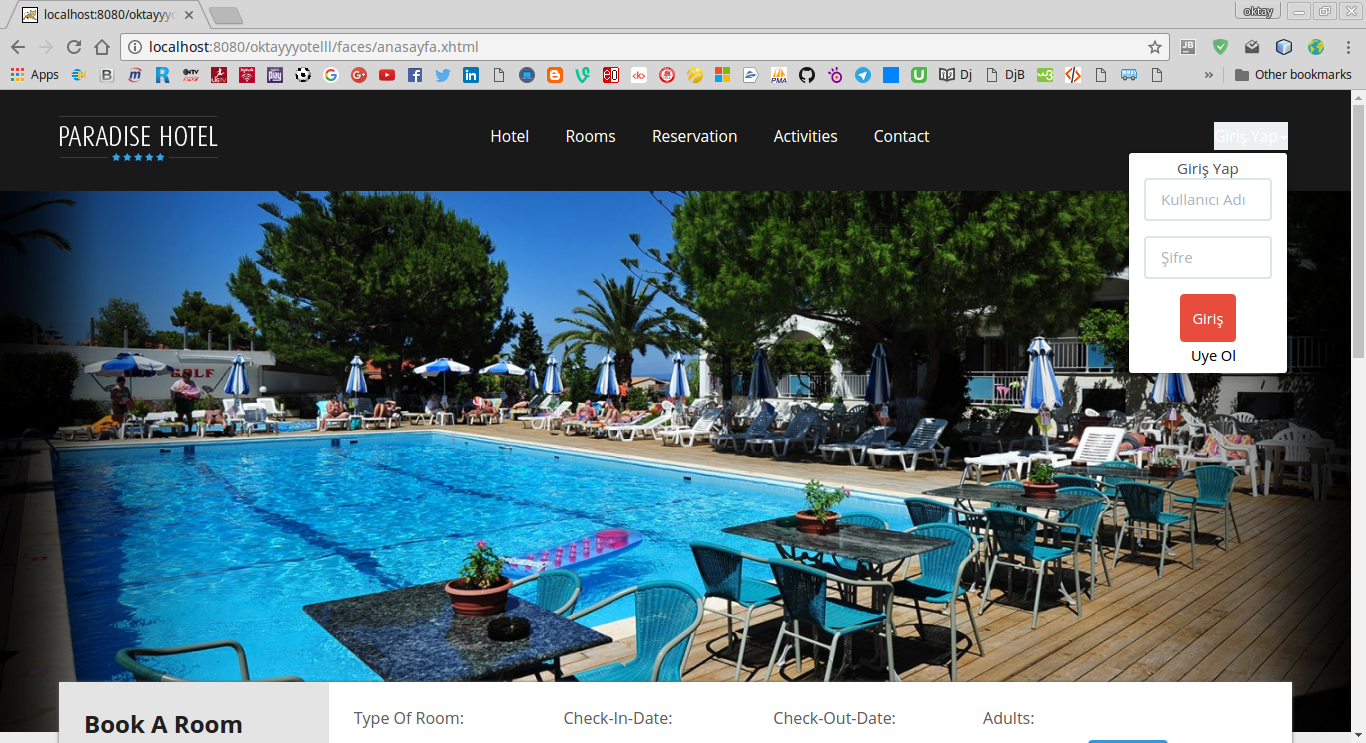 localhost:8080/oktayyyo
oktay
localhost:8080/oktayyyotelll/faces/anasayfa.xhtml
Apps
Dj
DjB
Other bookmarks
PARADISE HOTEL
Hotel
Rooms
Reservation
Activities
Contact
Giriş Yap
Giriş Yap
Kullanıcı Adı
Şifre
Giriş
Uye Ol
GOLF
Book A Room
Type Of Room:
Check-In-Date:
Check-Out-Date:
Adults: